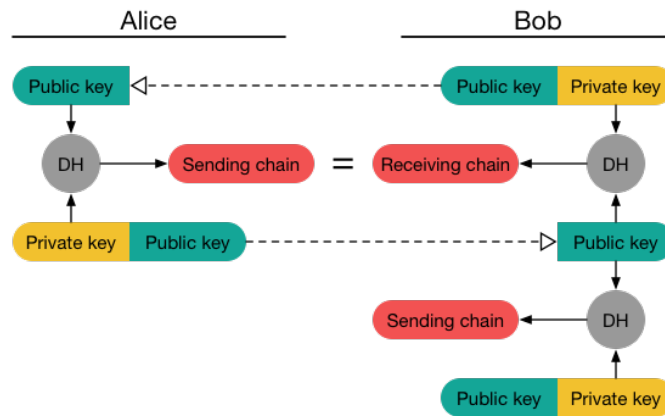 Alice Bob
Public key Public key Private key
DH Sending chain = Receiving chain DH
Private key Public key Public key
Sending chain DH
Public key Private key